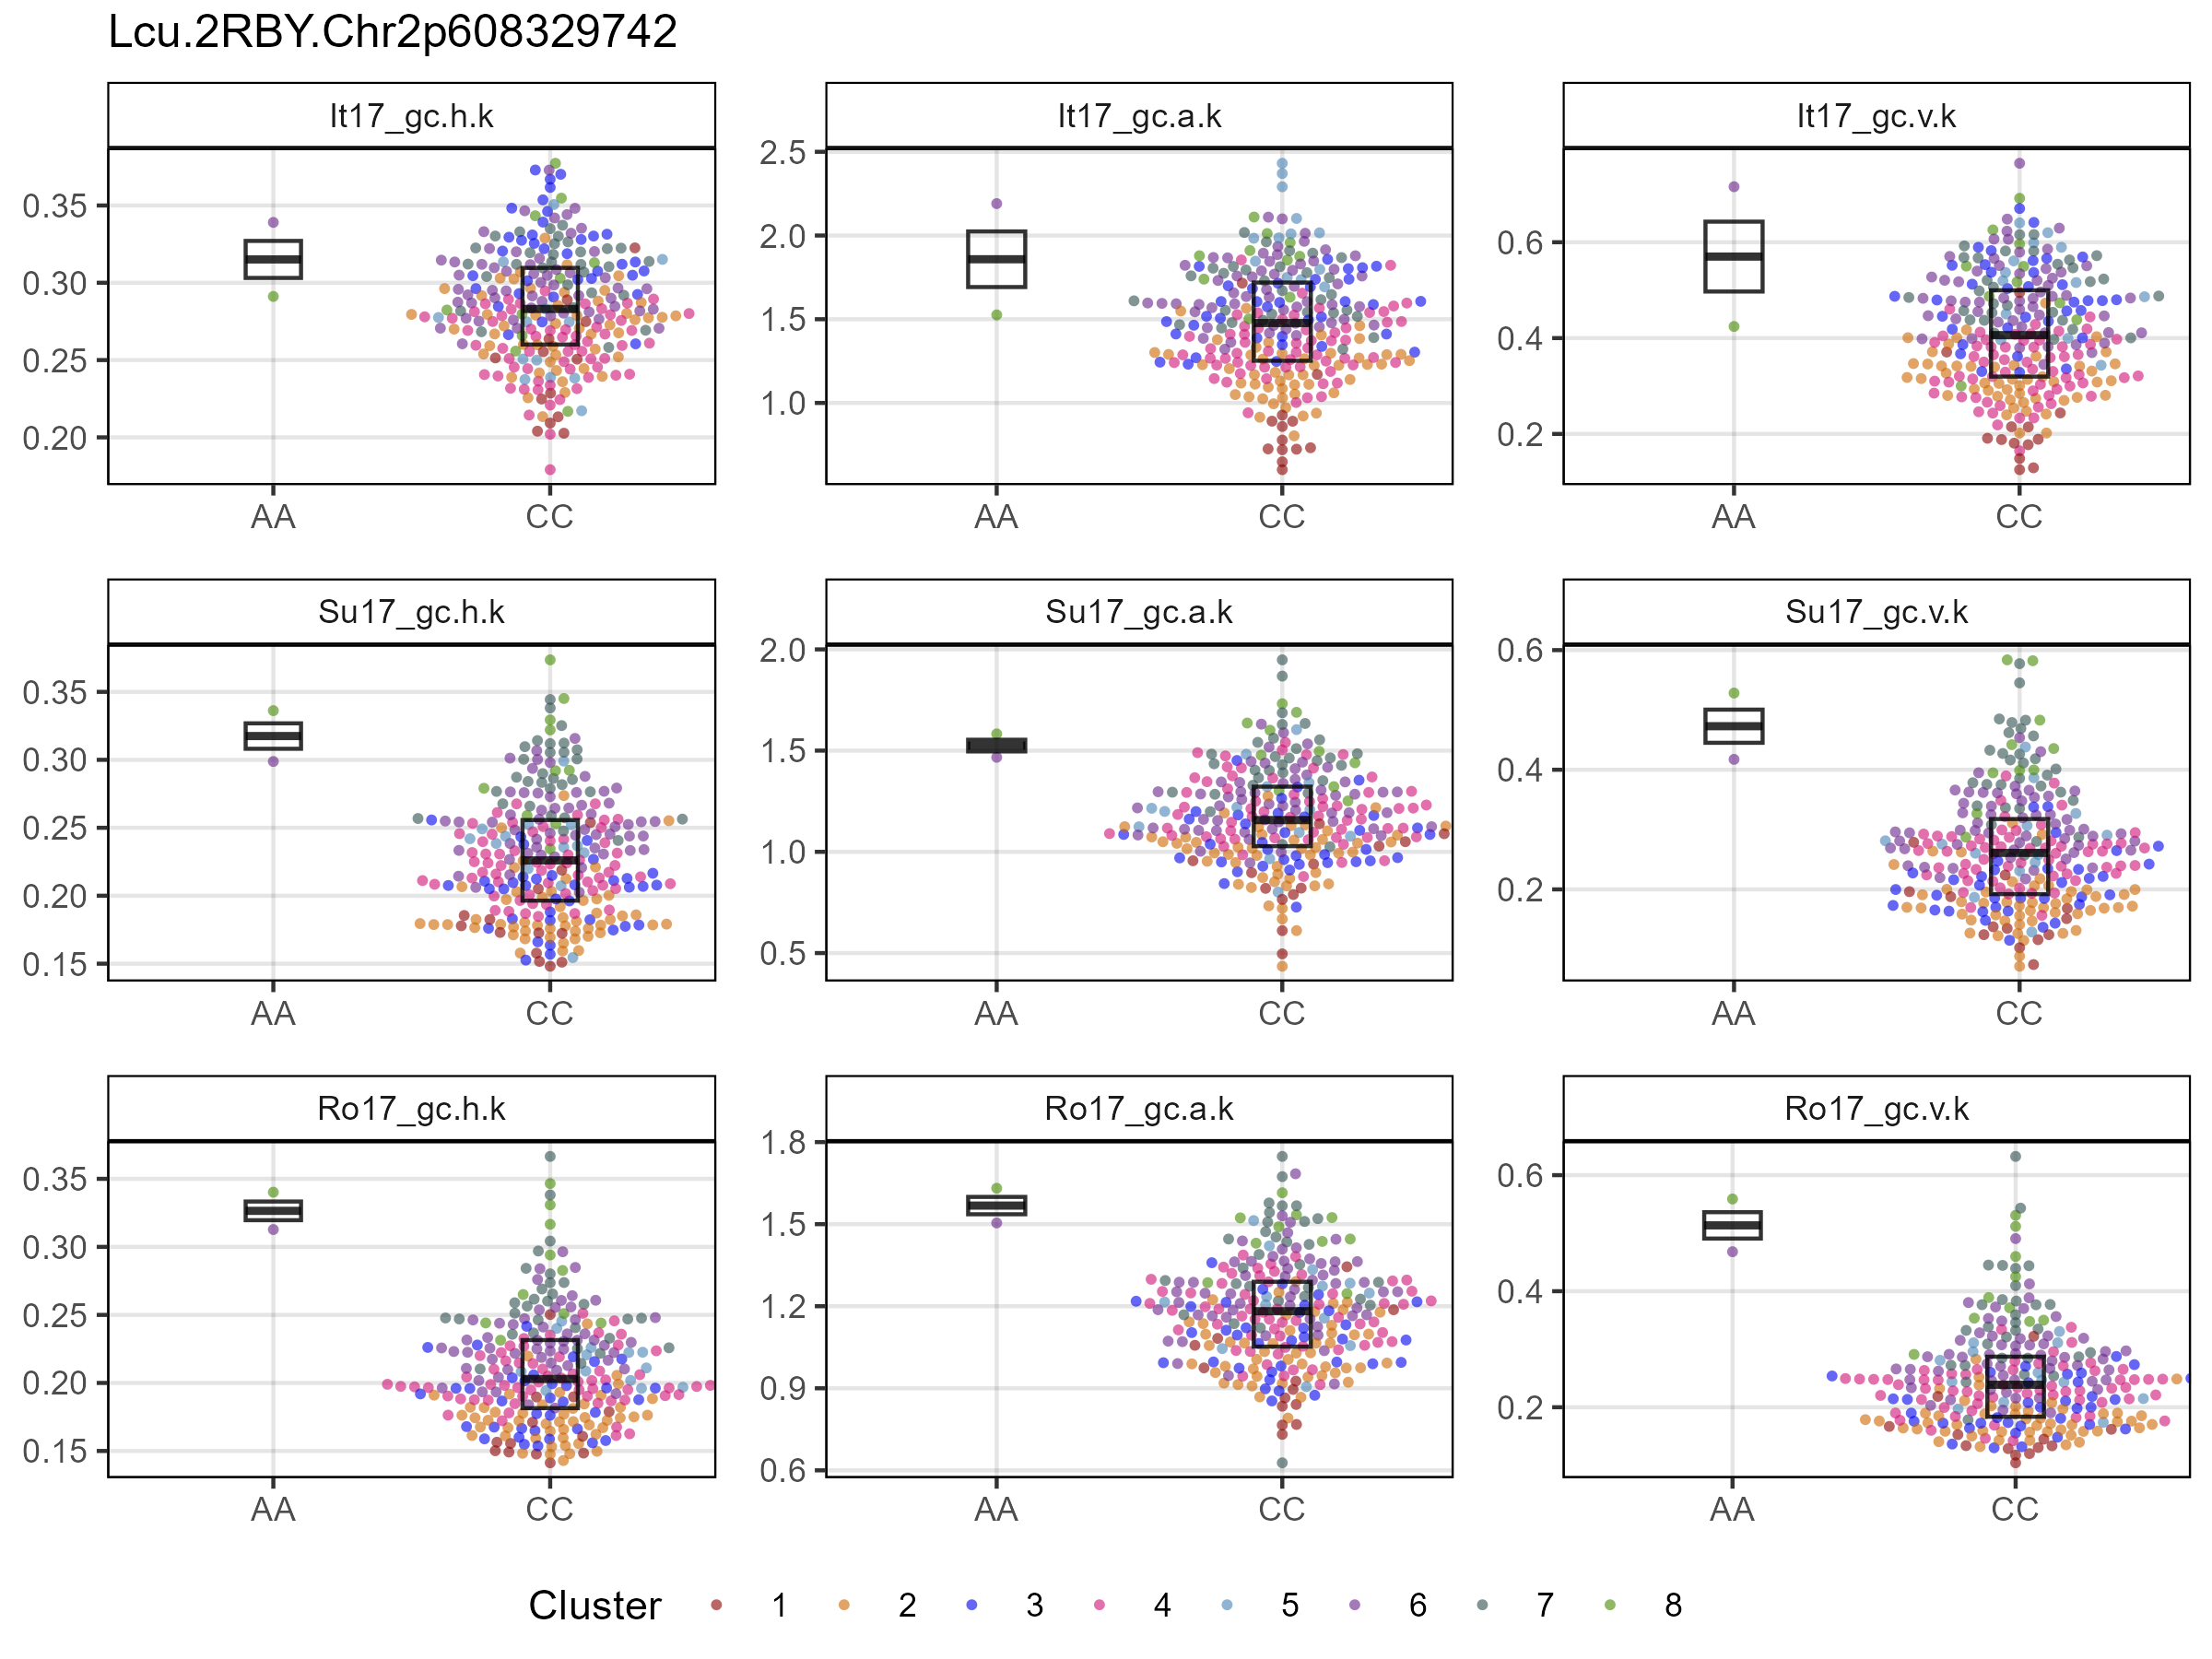 Lcu.2RBY.Chr2p608329742
It17_gc.h.k
It17_gc.a.k
It17_gc.v.k
0.35
0.30
0.25
0.20
AA
CC
2.5
2.0
1.5
1.0
AA
CC
0.6
0.4
0.2
AA
CC
Su17_gc.h.k
Su17_gc.a.k
Su17_gc.v.k
0.35
0.30
0.25
0.20
0.15
AA
CC
2.0
1.5
1.0
0.5
AA
CC
0.6
0.4
0.2
AA
CC
Ro17_gc.h.k
Ro17_gc.a.k
Ro17_gc.v.k
0.35
0.30
0.25
0.20
0.15
AA
CC
1.8
1.5
1.2
0.9
0.6
AA
CC
0.6
0.4
0.2
AA
CC
Cluster 1 2 3 4 5 6 7 8